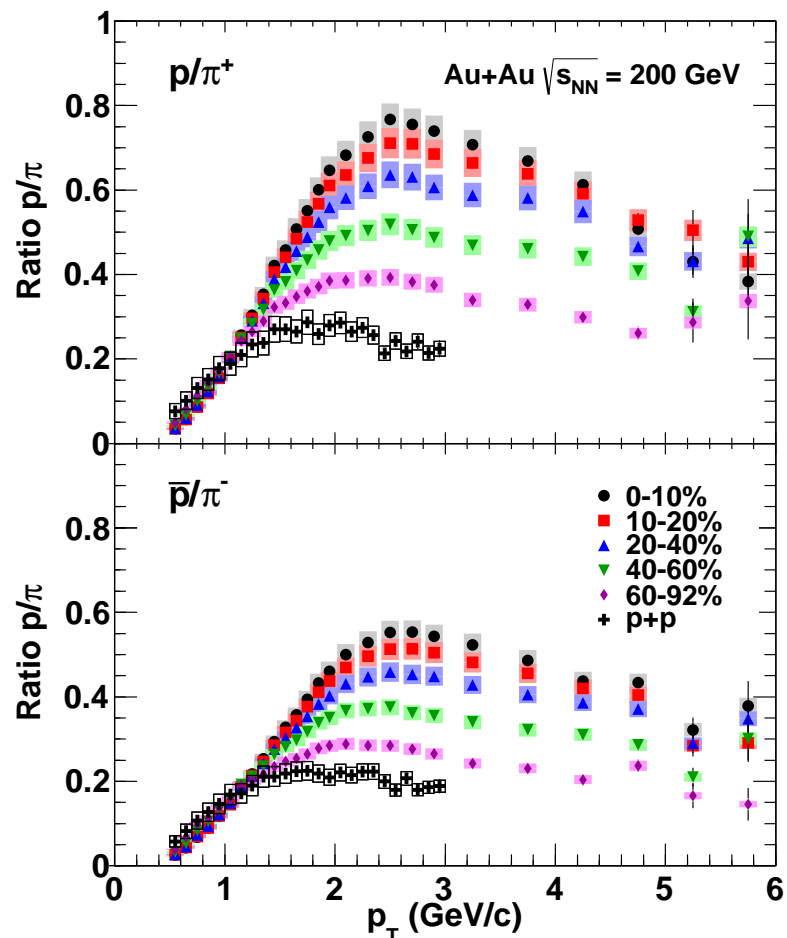 p/π⁺
Au+Au √s_NN = 200 GeV
Ratio p/π
1
0.8
0.6
0.4
0.2
0
p̅/π⁻
0-10%
10-20%
20-40%
40-60%
60-92%
p+p
Ratio p/π
0.8
0.6
0.4
0.2
0
0 1 2 3 4 5 6
p_T (GeV/c)